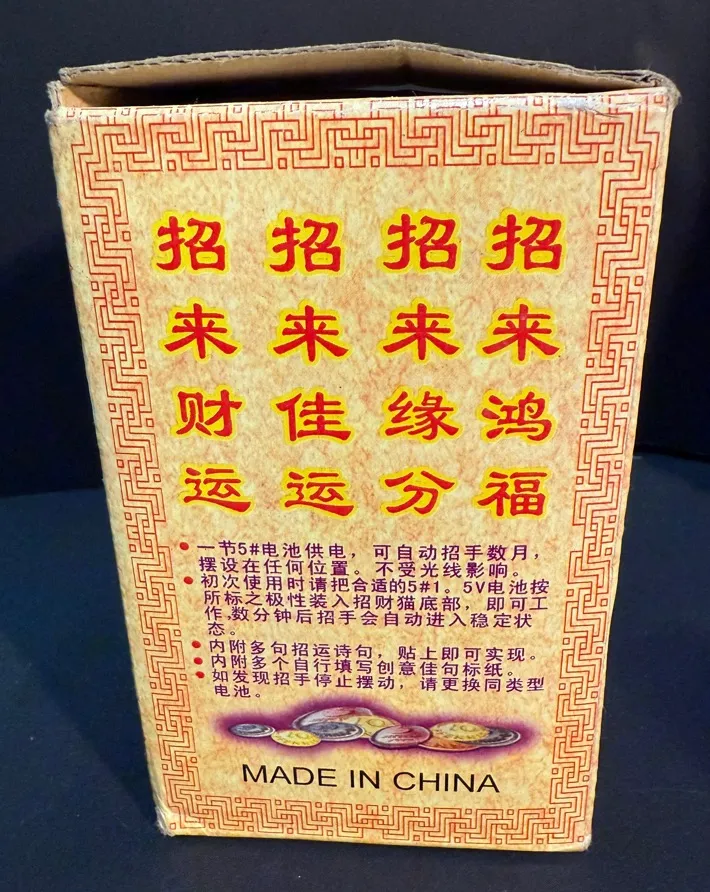 招来财运
招来佳运
招来缘分
招来鸿福
●一节5#电池供电，可自动招手数月，
摆设在任何位置。不受光线影响。
●初次使用时请把合适的5#1。5V电池按
所标之极性装入招财猫底部，即可工
作,数分钟后招手会自动进入稳定状
态。
●内附多句招运诗句，贴上即可实现。
●内附多个自行填写创意佳句标纸。
●如发现招手停止摆动，请更换同类型
电池。
MADE IN CHINA